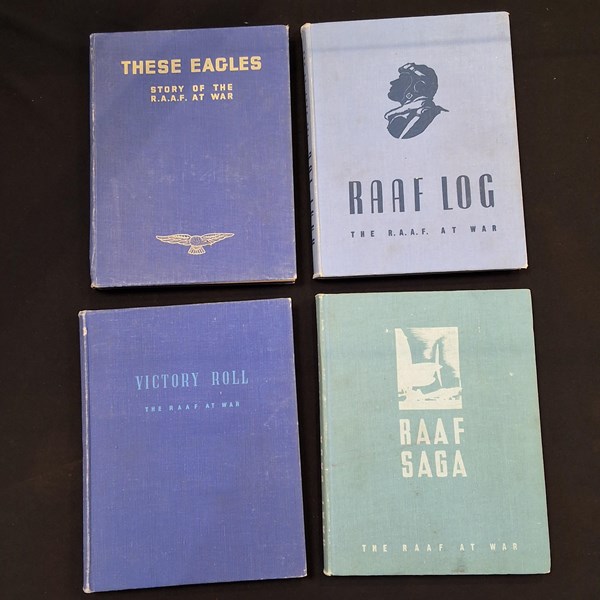 THESE EAGLES
STORY OF THE
R.A.A.F. AT WAR
RAAF LOG
THE R.A.A.F. AT WAR
VICTORY ROLL
THE RAAF AT WAR
RAAF
SAGA
THE RAAF AT WAR